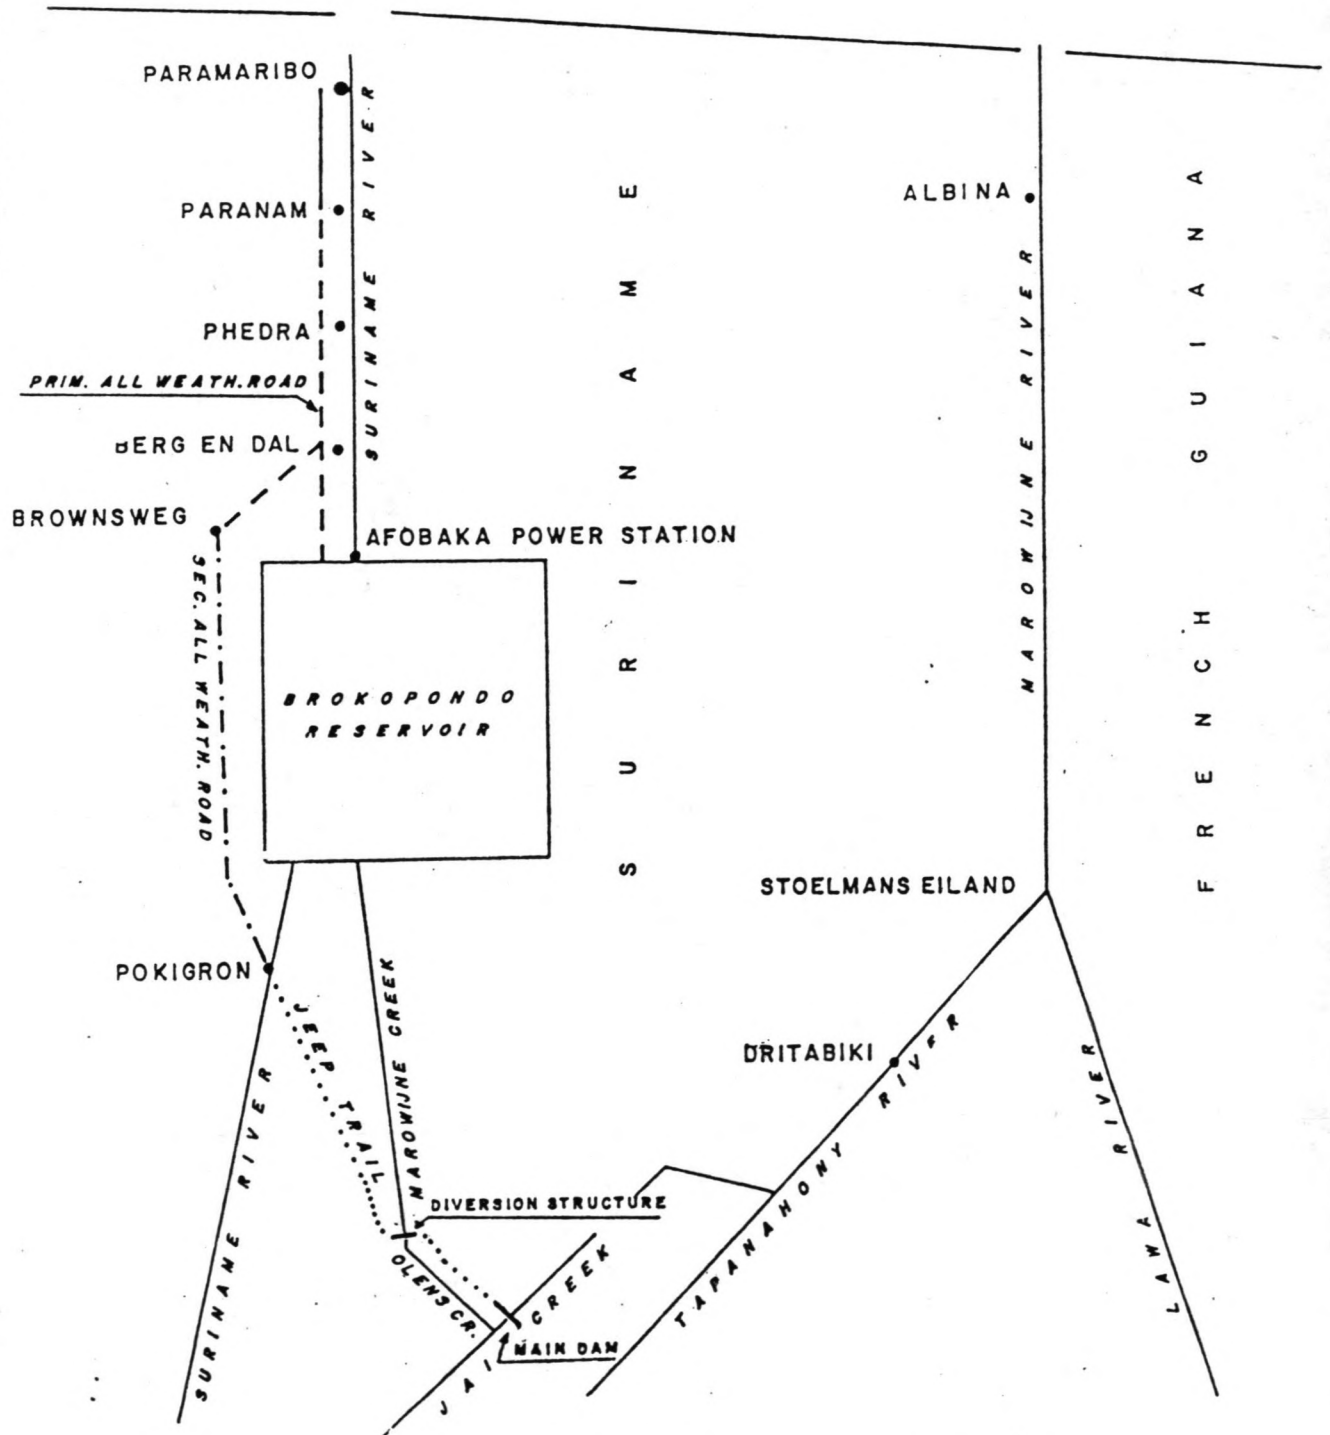 PARAMARIBO
SURINAME RIVER
PARANAM
PHEDRA
PRIM. ALL WEATH. ROAD
BERG EN DAL
BROWNSWEG
AFOBAKA POWER STATION
SEC. ALL WEATH. ROAD
BROKOPONDO
RESERVOIR
SURINAME
ALBINA
MAROWIJNE RIVER
FRENCH GUIANA
STOELMANS EILAND
POKIGRON
JEEP TRAIL
MAROWIJNE CREEK
SURINAME RIVER
DRITABIKI
TAPANAHONY RIVER
LAWA RIVER
DIVERSION STRUCTURE
OLENSCR.
JAI CREEK
MAIN DAM